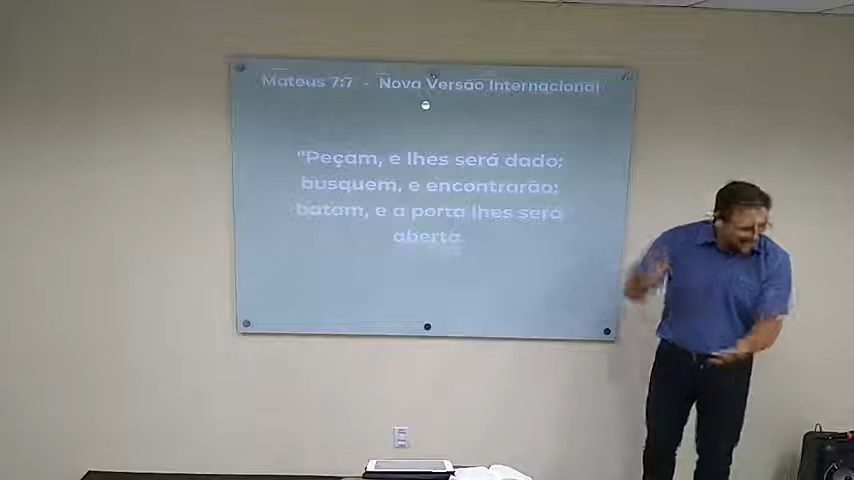 Mateus 7:7 - Nova Versão Internacional
"Peçam, e lhes será dado;
busquem, e encontrarão;
batam, e a porta lhes será
aberta.